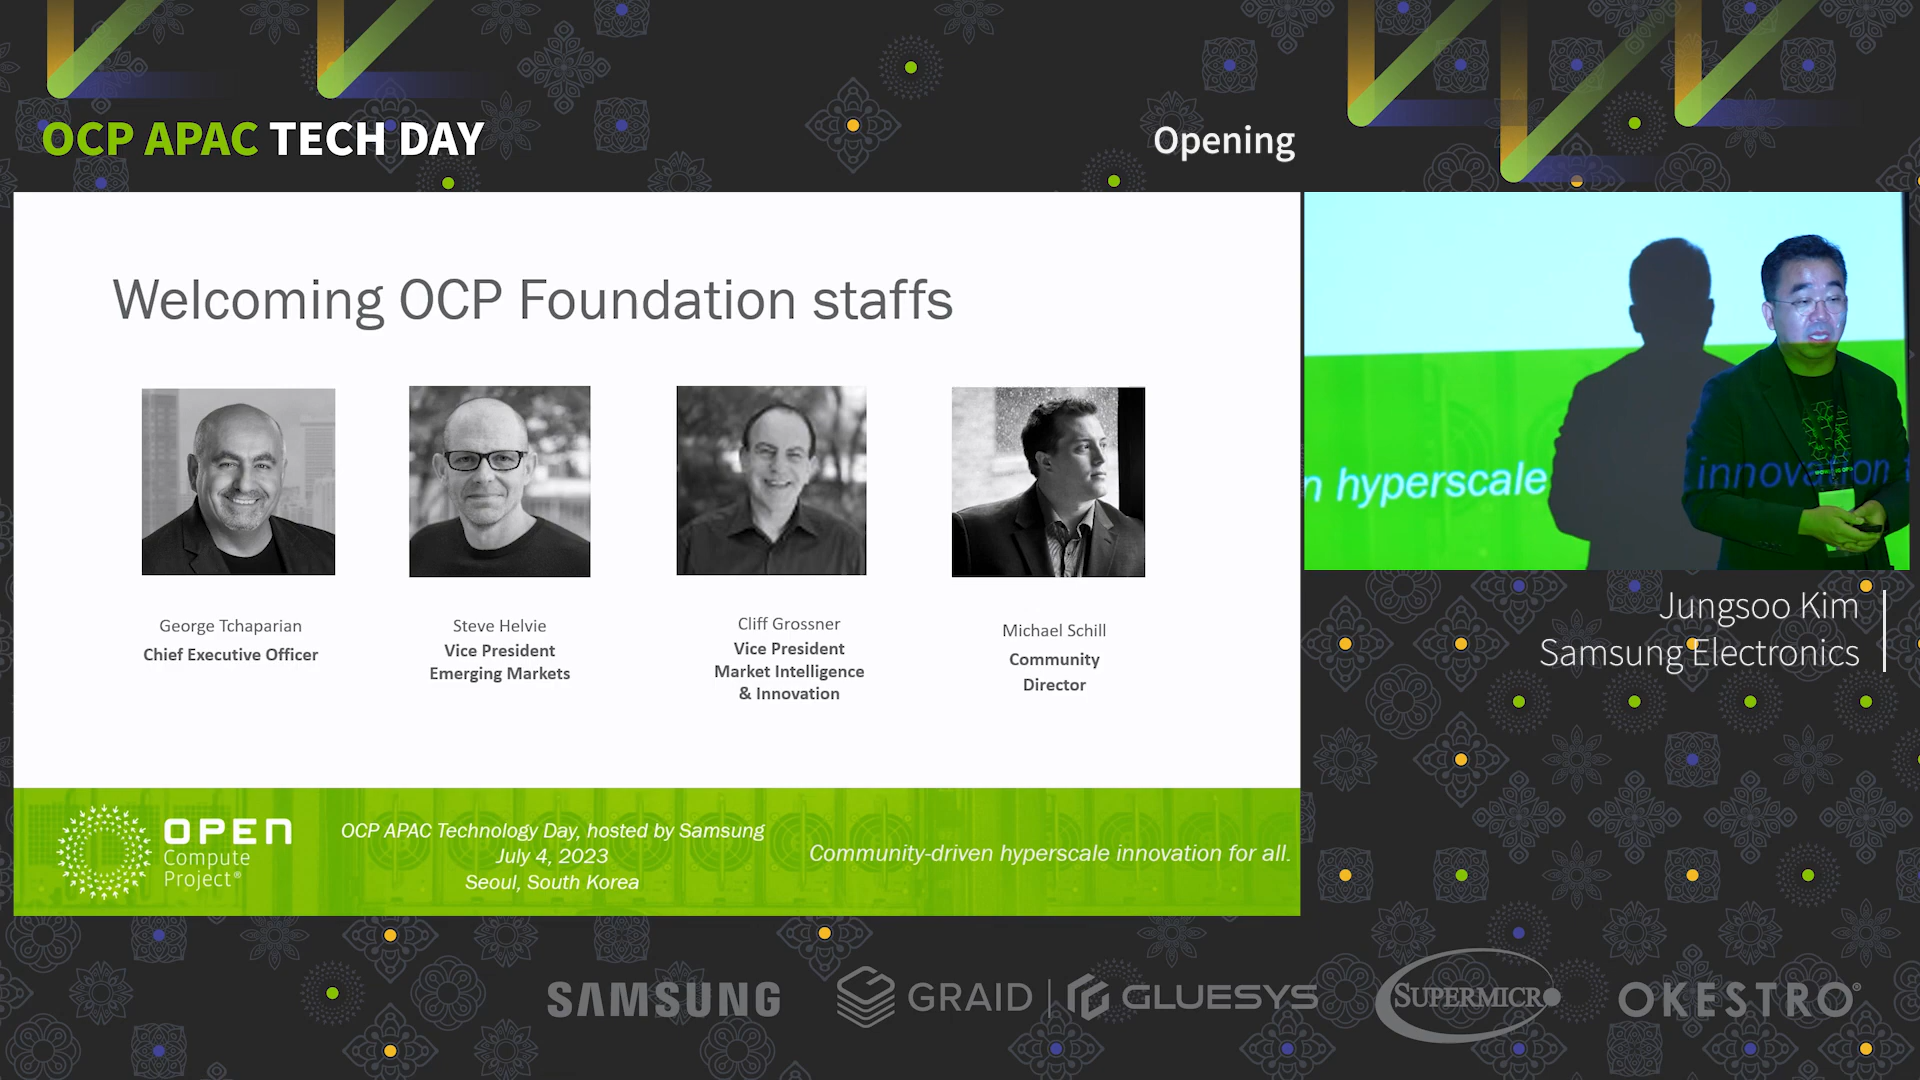 OCP APAC TECH DAY
Opening
Welcoming OCP Foundation staffs
George Tchaparian
Chief Executive Officer
Steve Helvie
Vice President
Emerging Markets
Cliff Grossner
Vice President
Market Intelligence
& Innovation
Michael Schill
Community
Director
OPEN
Compute
Project®
OCP APAC Technology Day, hosted by Samsung
July 4, 2023
Seoul, South Korea
Community-driven hyperscale innovation for all.
n hyperscale innovation
Jungsoo Kim
Samsung Electronics
SAMSUNG
GRAID
GLUESYS
SUPERMICRO
OKESTRO®